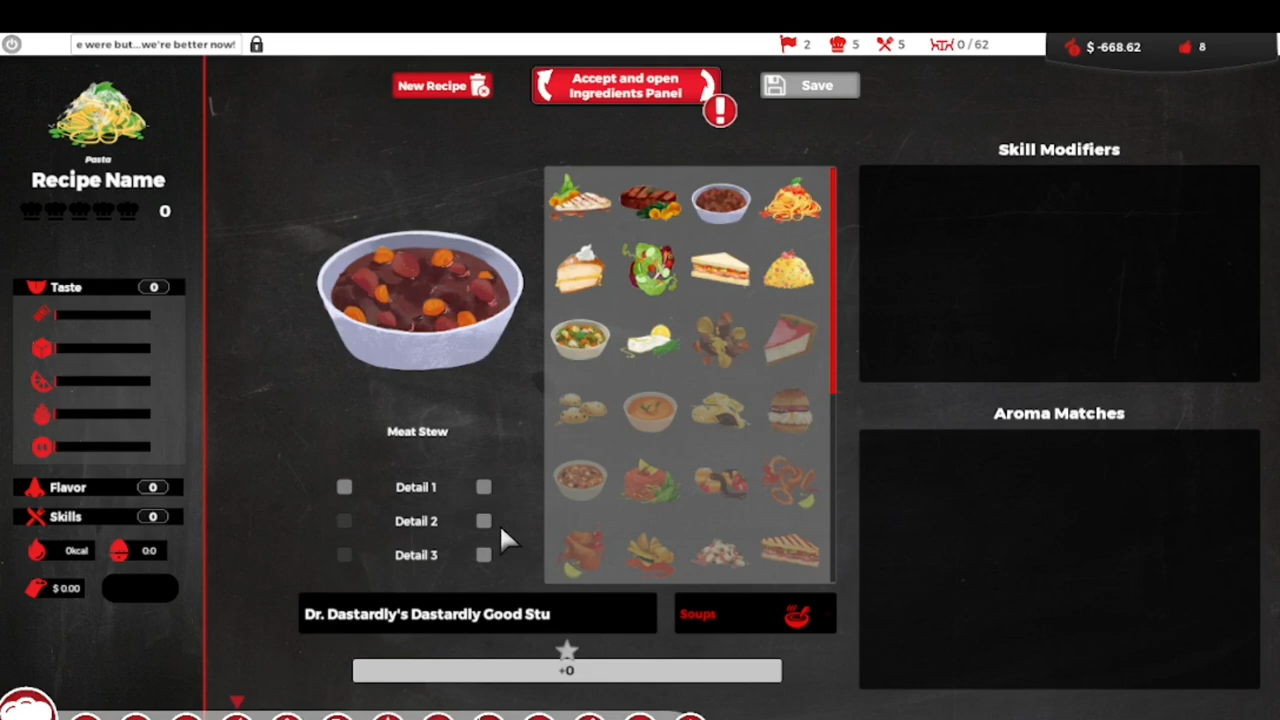 e were but...we're better now!
2
5
5
0 / 62
$ -668.62
8
New Recipe
Accept and open
Ingredients Panel
Save
Pasta
Recipe Name
0
Skill Modifiers
Taste
0
Aroma Matches
Meat Stew
Flavor
0
Detail 1
Skills
0
Detail 2
0kcal
0:0
Detail 3
$ 0.00
Dr. Dastardly's Dastardly Good Stu
Soups
+0